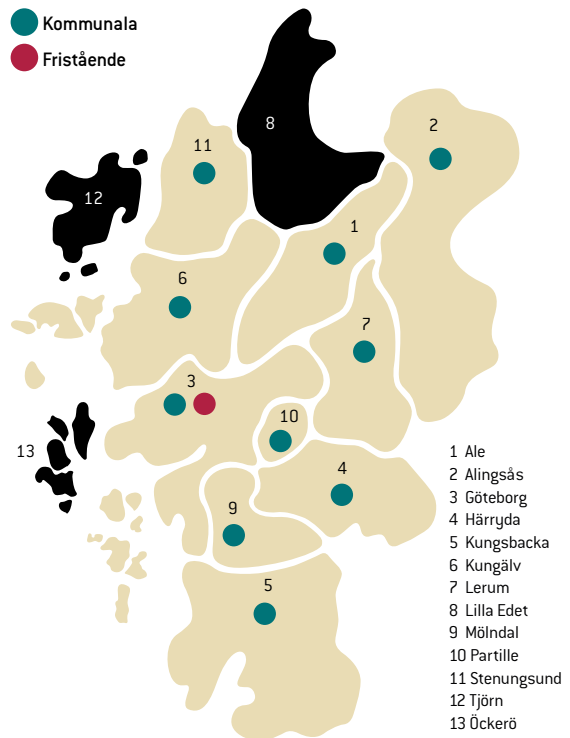 Kommunala
Fristående
8
2
11
12
1
6
7
3
10
13
4
9
5
1 Ale
2 Alingsås
3 Göteborg
4 Härryda
5 Kungsbacka
6 Kungälv
7 Lerum
8 Lilla Edet
9 Mölndal
10 Partille
11 Stenungsund
12 Tjörn
13 Öckerö